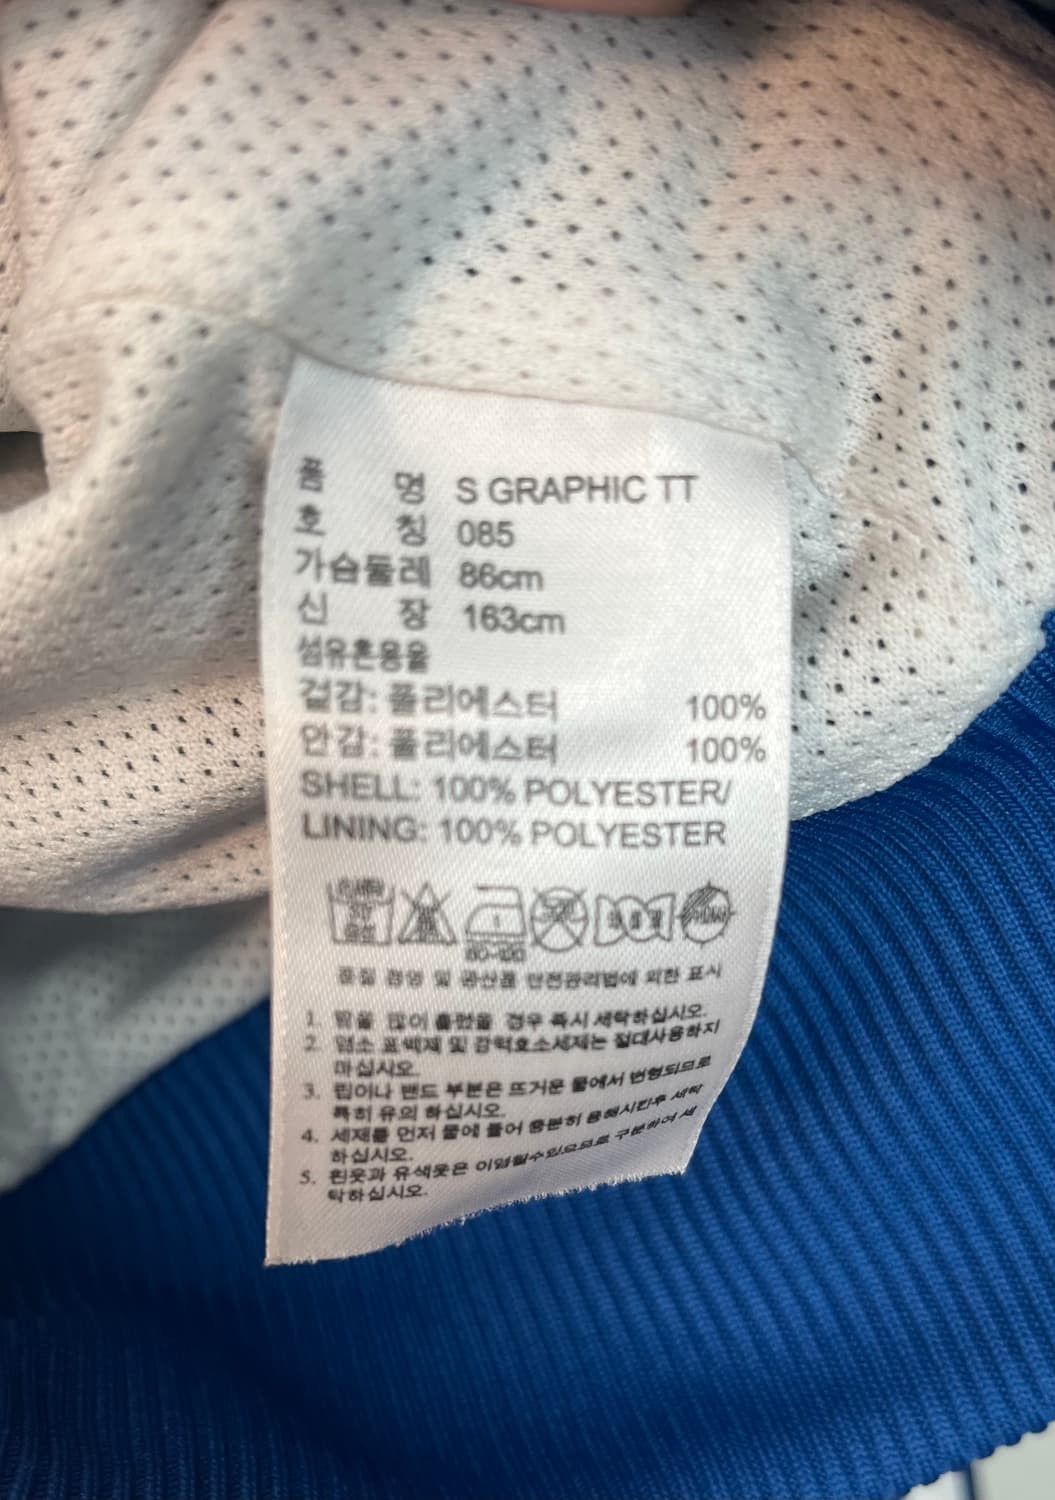 품 명 S GRAPHIC TT
호 칭 085
가슴둘레 86cm
신 장 163cm
섬유혼용율
겉감: 폴리에스터 100%
안감: 폴리에스터 100%
SHELL: 100% POLYESTER/
LINING: 100% POLYESTER
80~120
품질 경영 및 공산품 안전관리법에 의한 표시
1. 땀을 많이 흘렸을 경우 즉시 세탁하십시오.
2. 염소 표백제 및 강력효소세제는 절대사용하지
마십시오.
3. 립이나 밴드 부분은 뜨거운 물에서 변형되므로
특히 유의 하십시오.
4. 세제를 먼저 물에 풀어 충분히 용해시킨후 세탁
하십시오.
5. 흰옷과 유색옷은 이염될수있으므로 구분하여 세
탁하십시오.